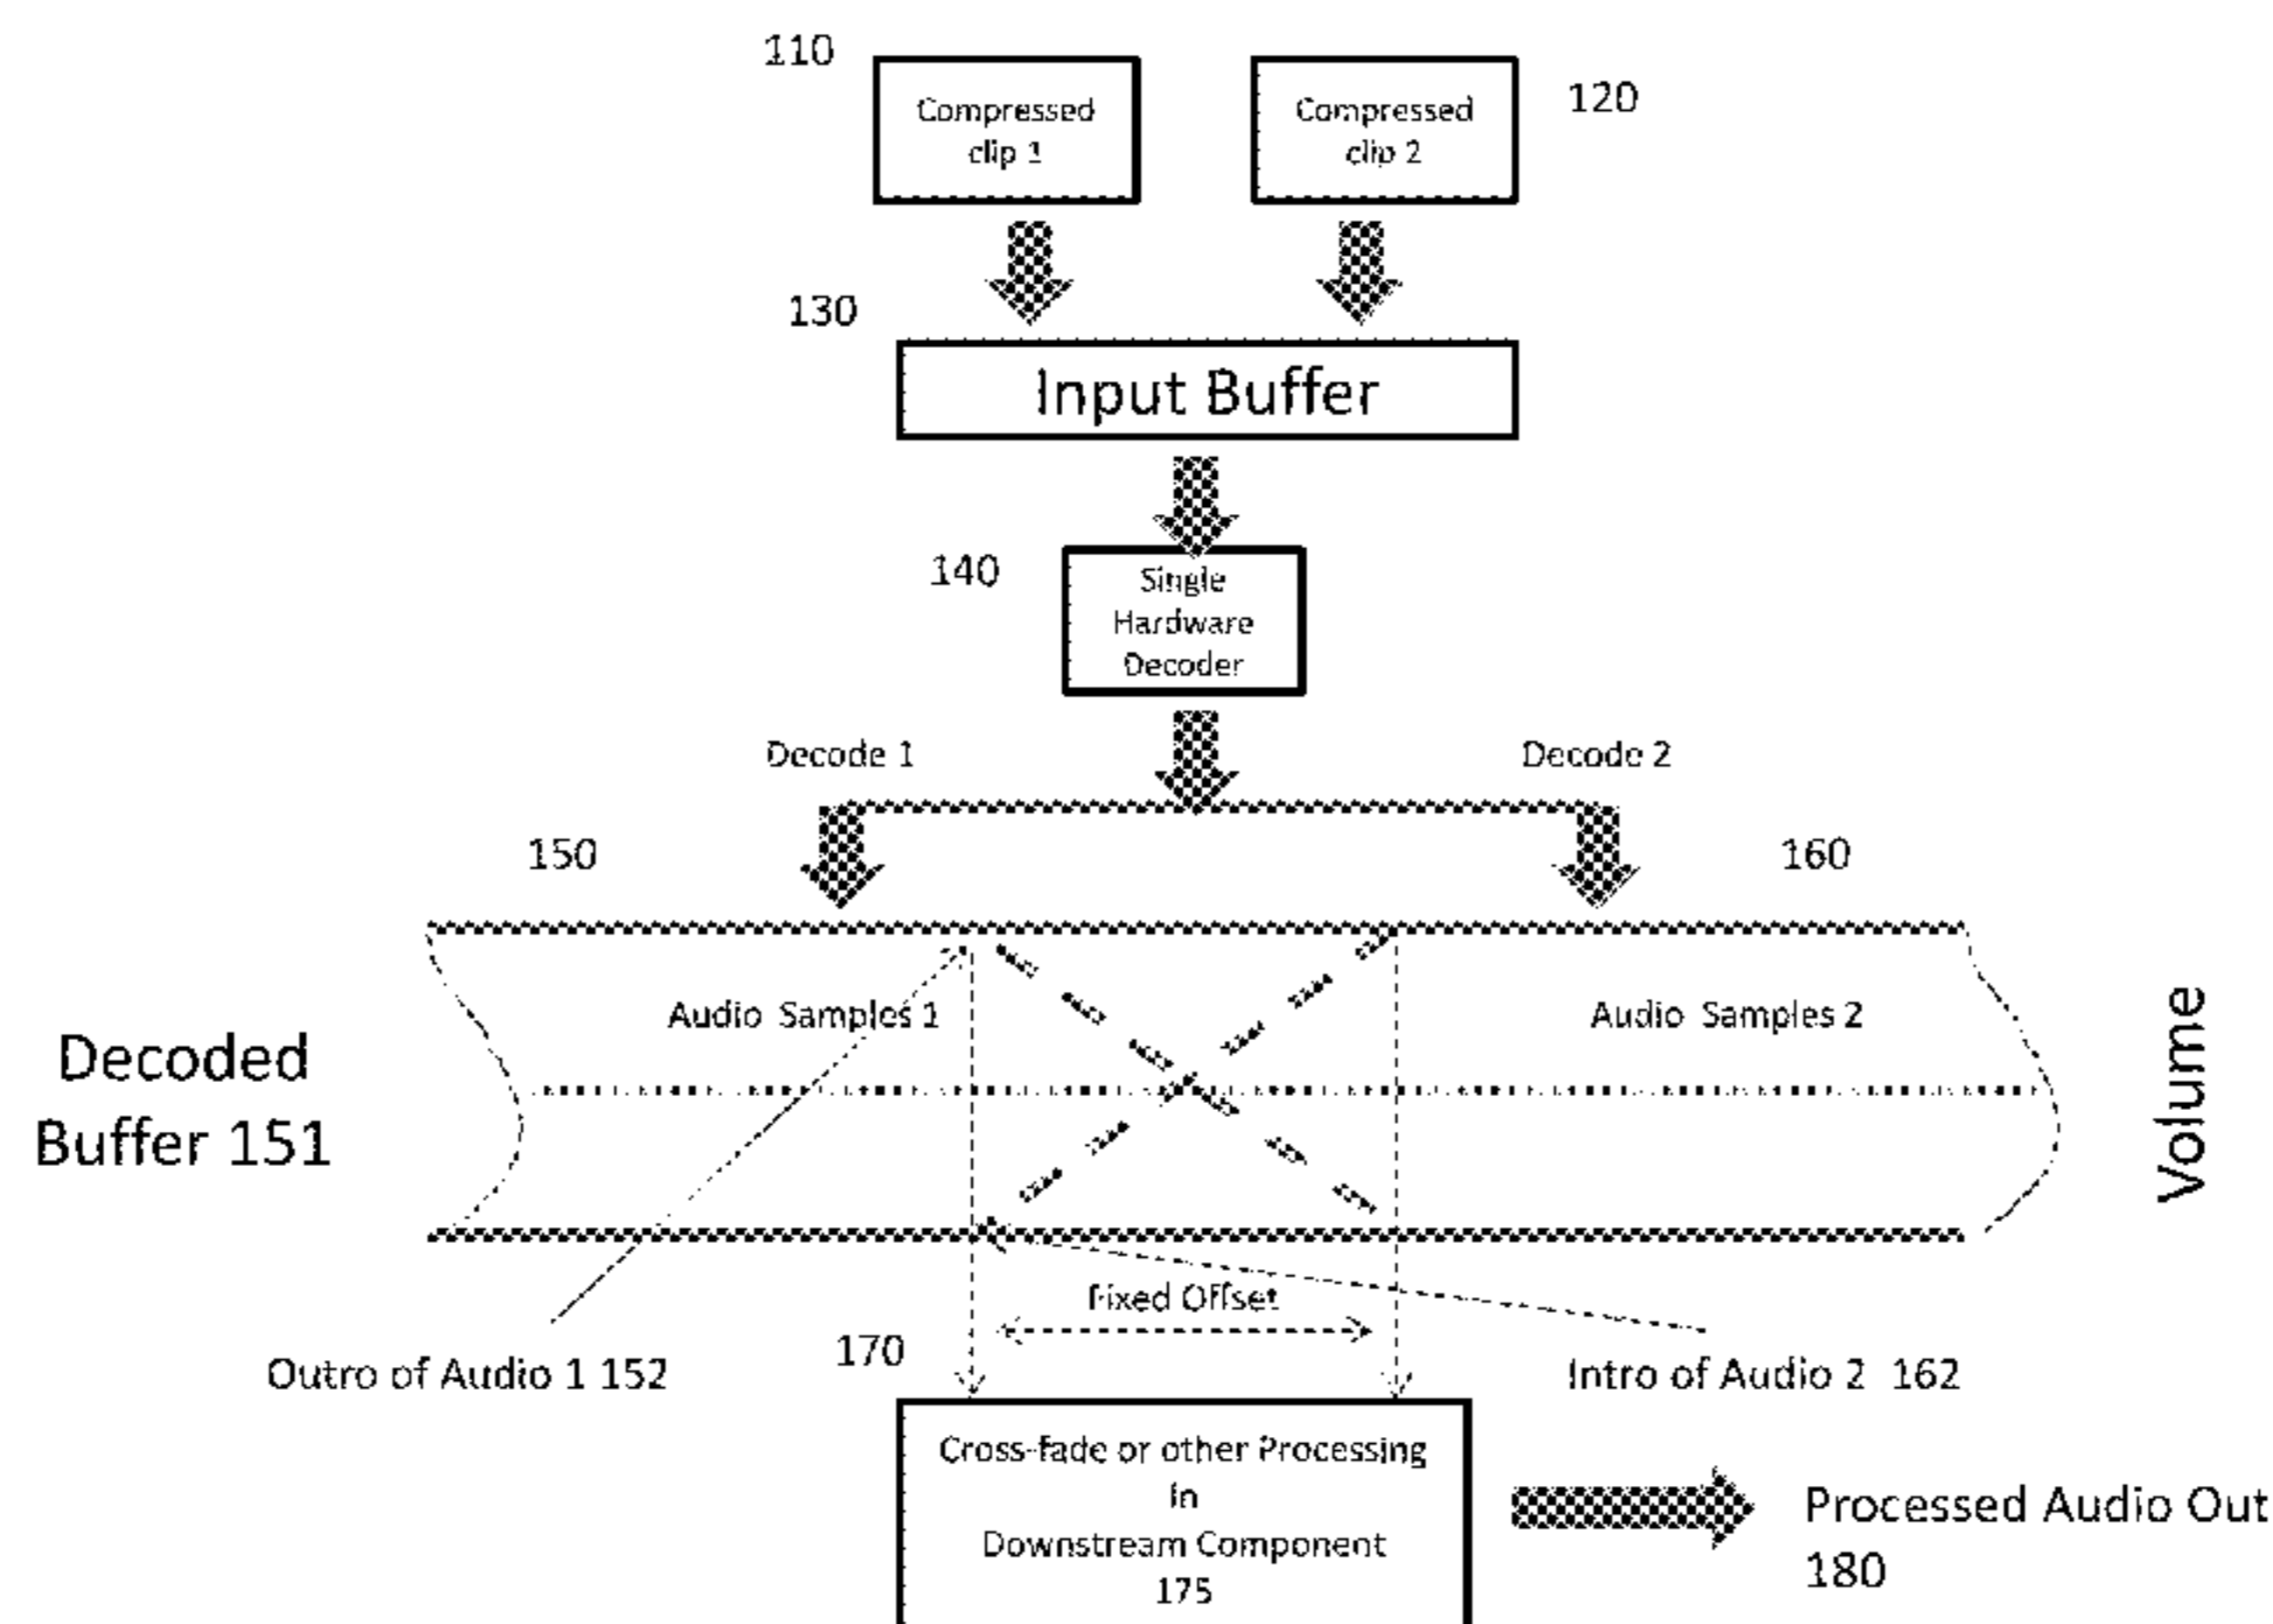 110
Compressed
clip 1
Compressed
clip 2
120
130
Input Buffer
140
Single
Hardware
Decoder
Decode 1
Decode 2
150
160
Audio Samples 1
Audio Samples 2
Decoded
Buffer 151
Volume
Fixed Offset
170
Outro of Audio 1 152
Intro of Audio 2 162
Cross-fade or other Processing
in
Downstream Component
175
Processed Audio Out
180